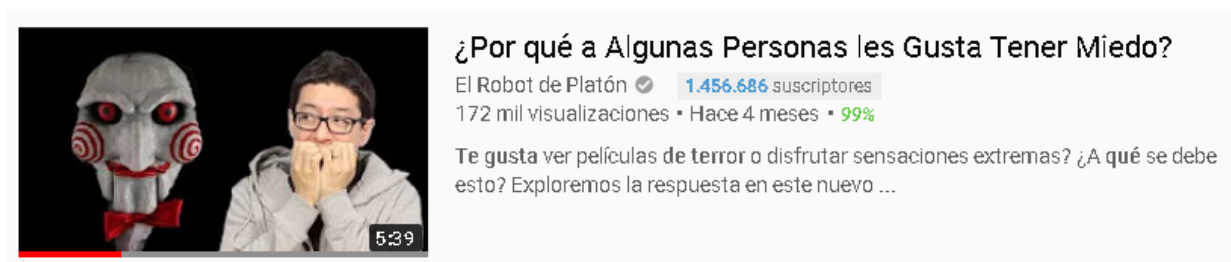 ¿Por qué a Algunas Personas les Gusta Tener Miedo?
El Robot de Platón 1.456.686 suscriptores
172 mil visualizaciones • Hace 4 meses • 99%
Te gusta ver películas de terror o disfrutar sensaciones extremas? ¿A qué se debe
esto? Exploremos la respuesta en este nuevo ...
5:39